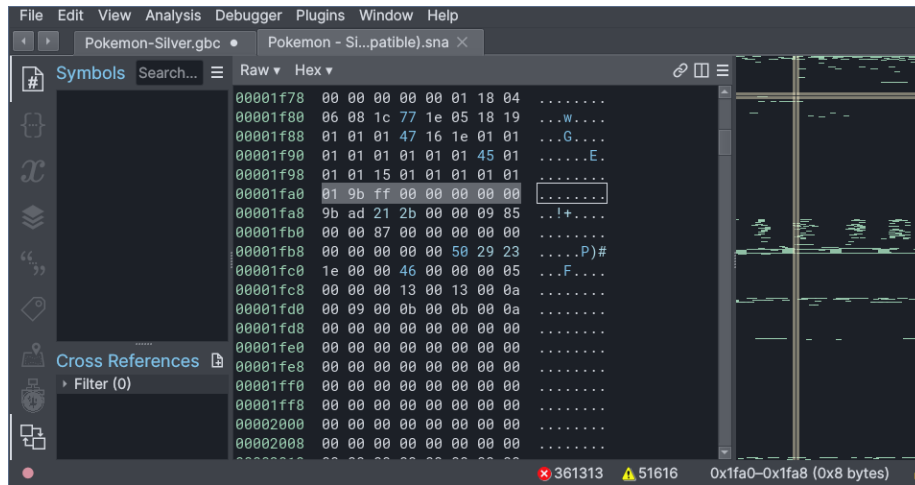 File Edit View Analysis Debugger Plugins Window Help
Pokemon-Silver.gbc • Pokemon - Si...patible).sna ×
Symbols Search... Raw ▾ Hex ▾
00001f78 00 00 00 00 00 01 18 04 ........
00001f80 06 08 1c 77 1e 05 18 19 ...w....
00001f88 01 01 01 47 16 1e 01 01 ...G....
00001f90 01 01 01 01 01 01 45 01 ......E.
00001f98 01 01 15 01 01 01 01 01 ........
00001fa0 01 9b ff 00 00 00 00 00 ........
00001fa8 9b ad 21 2b 00 00 09 85 ..!+....
00001fb0 00 00 87 00 00 00 00 00 ........
00001fb8 00 00 00 00 00 50 29 23 .....P)#
00001fc0 1e 00 00 46 00 00 00 05 ...F....
00001fc8 00 00 00 13 00 13 00 0a ........
00001fd0 00 09 00 0b 00 0b 00 0a ........
00001fd8 00 00 00 00 00 00 00 00 ........
00001fe0 00 00 00 00 00 00 00 00 ........
00001fe8 00 00 00 00 00 00 00 00 ........
00001ff0 00 00 00 00 00 00 00 00 ........
00001ff8 00 00 00 00 00 00 00 00 ........
00002000 00 00 00 00 00 00 00 00 ........
00002008 00 00 00 00 00 00 00 00 ........
Cross References
Filter (0)
361313 51616 0x1fa0–0x1fa8 (0x8 bytes)